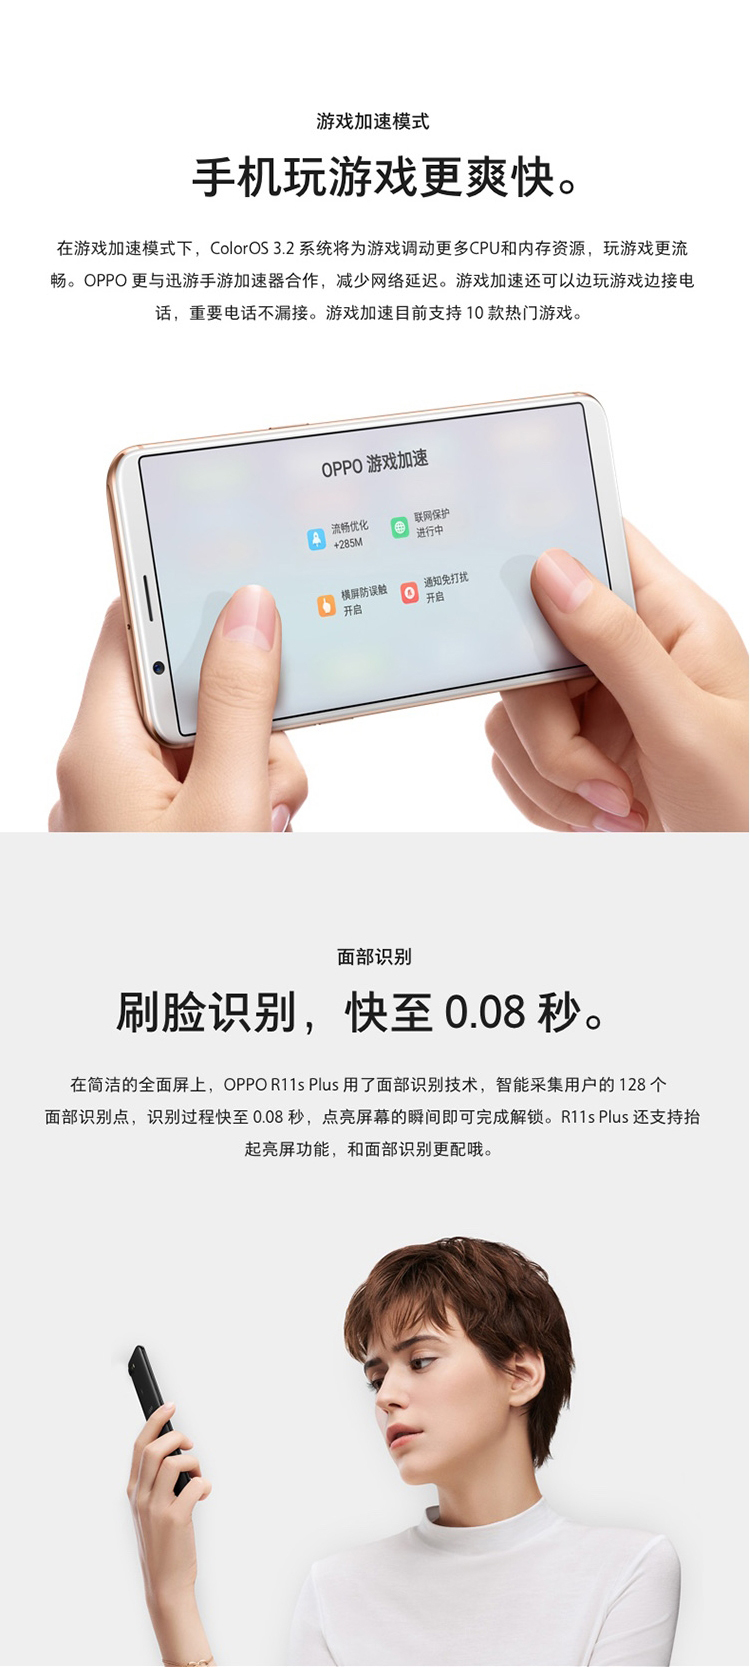 游戏加速模式
手机玩游戏更爽快。
在游戏加速模式下，ColorOS 3.2 系统将为游戏调动更多CPU和内存资源，玩游戏更流
畅。OPPO 更与迅游手游加速器合作，减少网络延迟。游戏加速还可以边玩游戏边接电
话，重要电话不漏接。游戏加速目前支持 10 款热门游戏。
OPPO 游戏加速
流畅优化
+285M
联网保护
进行中
横屏防误触
开启
通知免打扰
开启
面部识别
刷脸识别，快至 0.08 秒。
在简洁的全面屏上，OPPO R11s Plus 用了面部识别技术，智能采集用户的 128 个
面部识别点，识别过程快至 0.08 秒，点亮屏幕的瞬间即可完成解锁。R11s Plus 还支持抬
起亮屏功能，和面部识别更配哦。